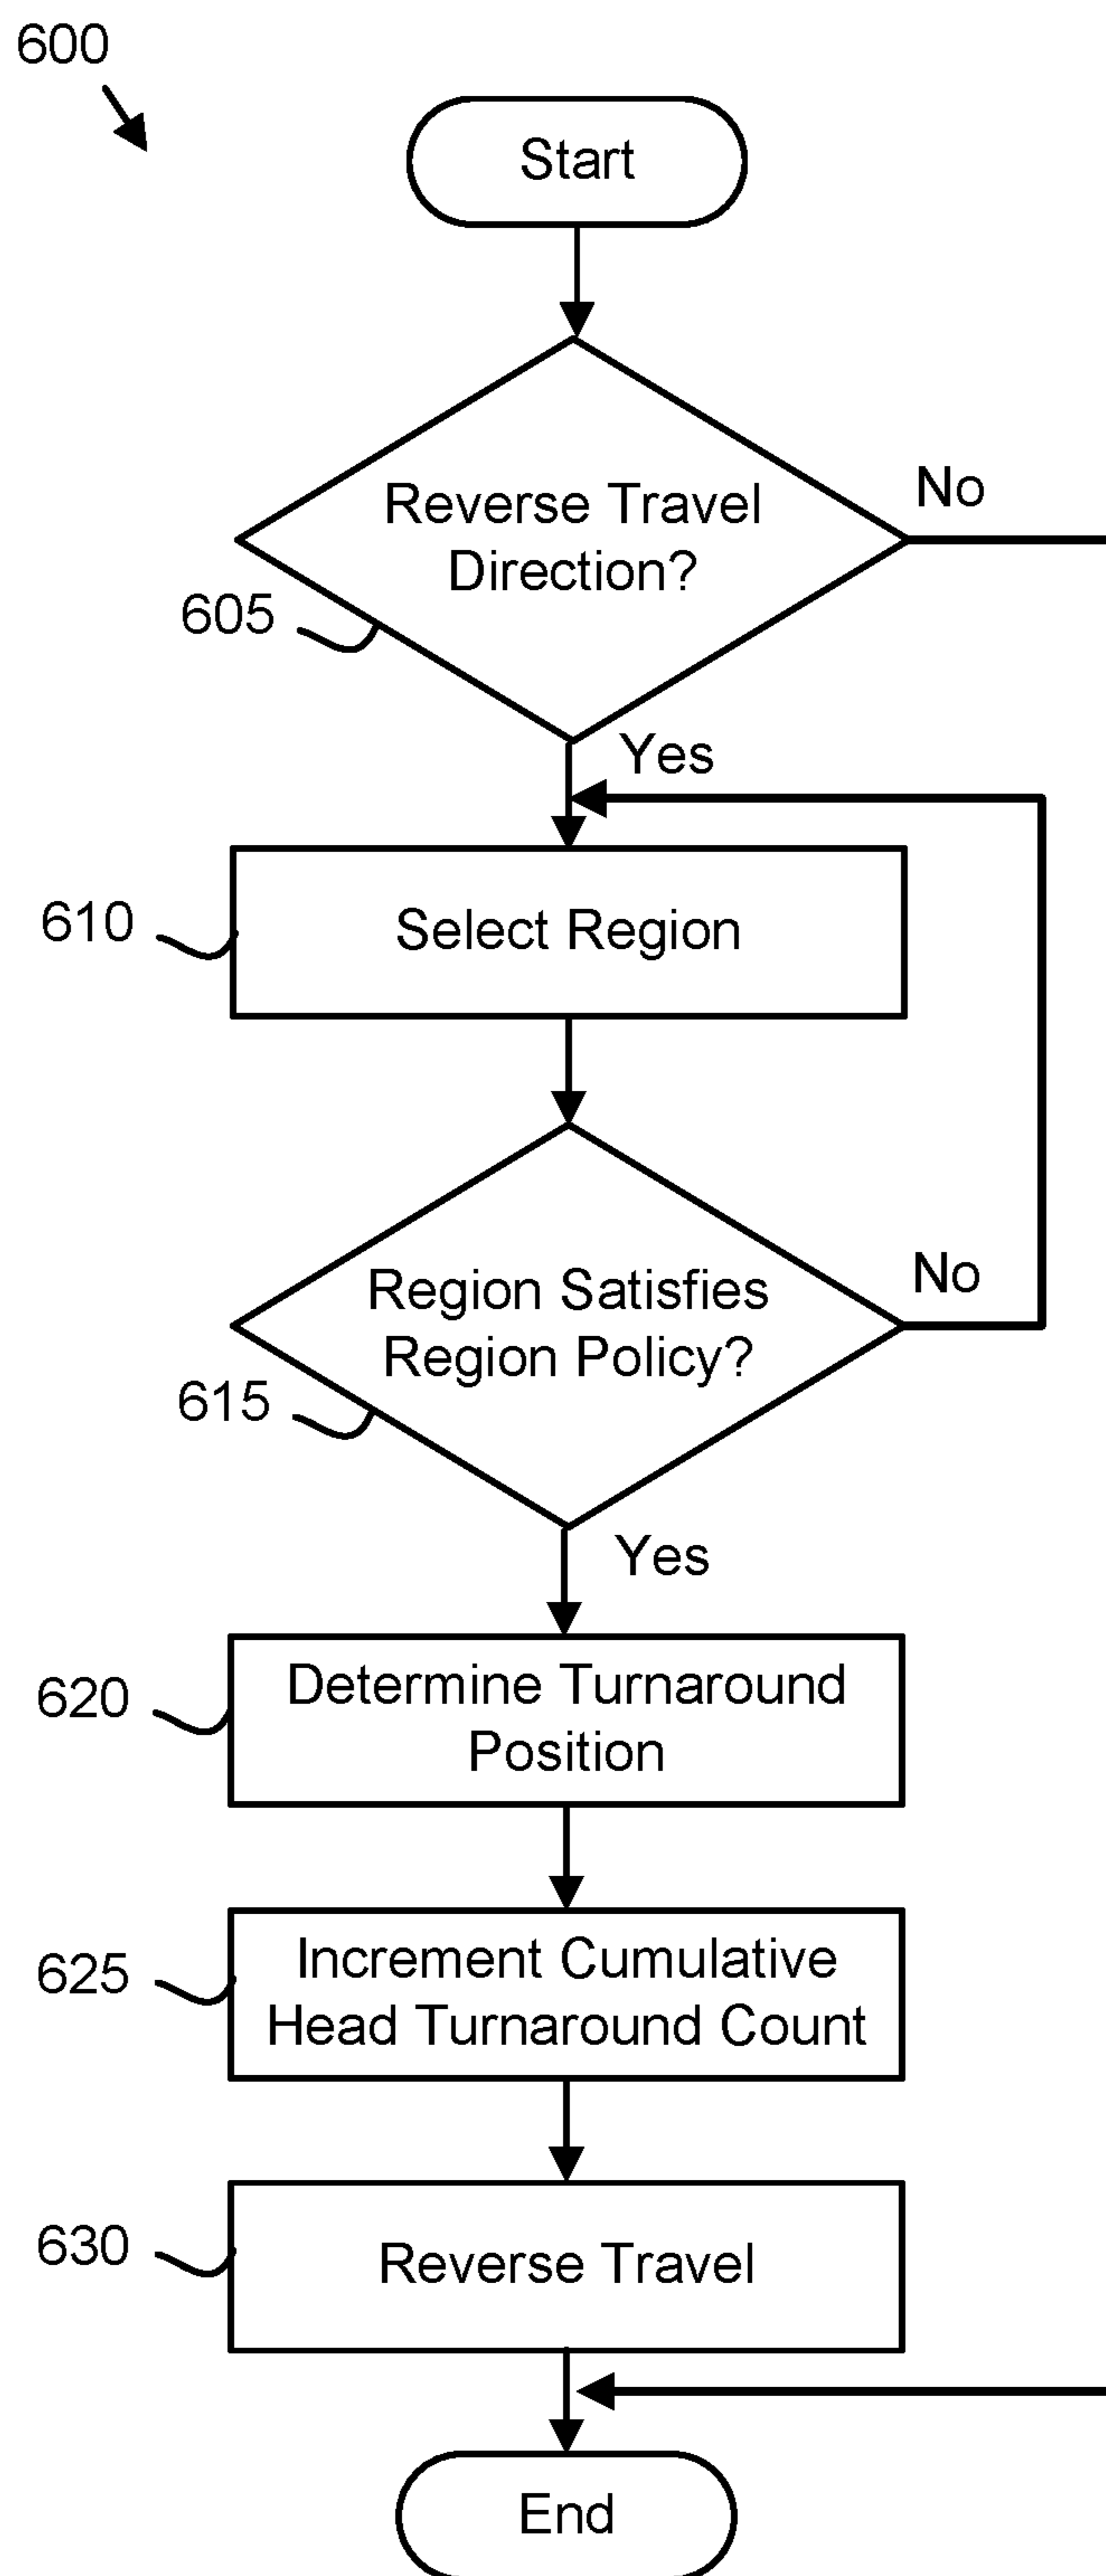 600
Start
Reverse Travel
Direction?
No
605
Yes
610
Select Region
Region Satisfies
Region Policy?
No
615
Yes
620
Determine Turnaround
Position
625
Increment Cumulative
Head Turnaround Count
630
Reverse Travel
End